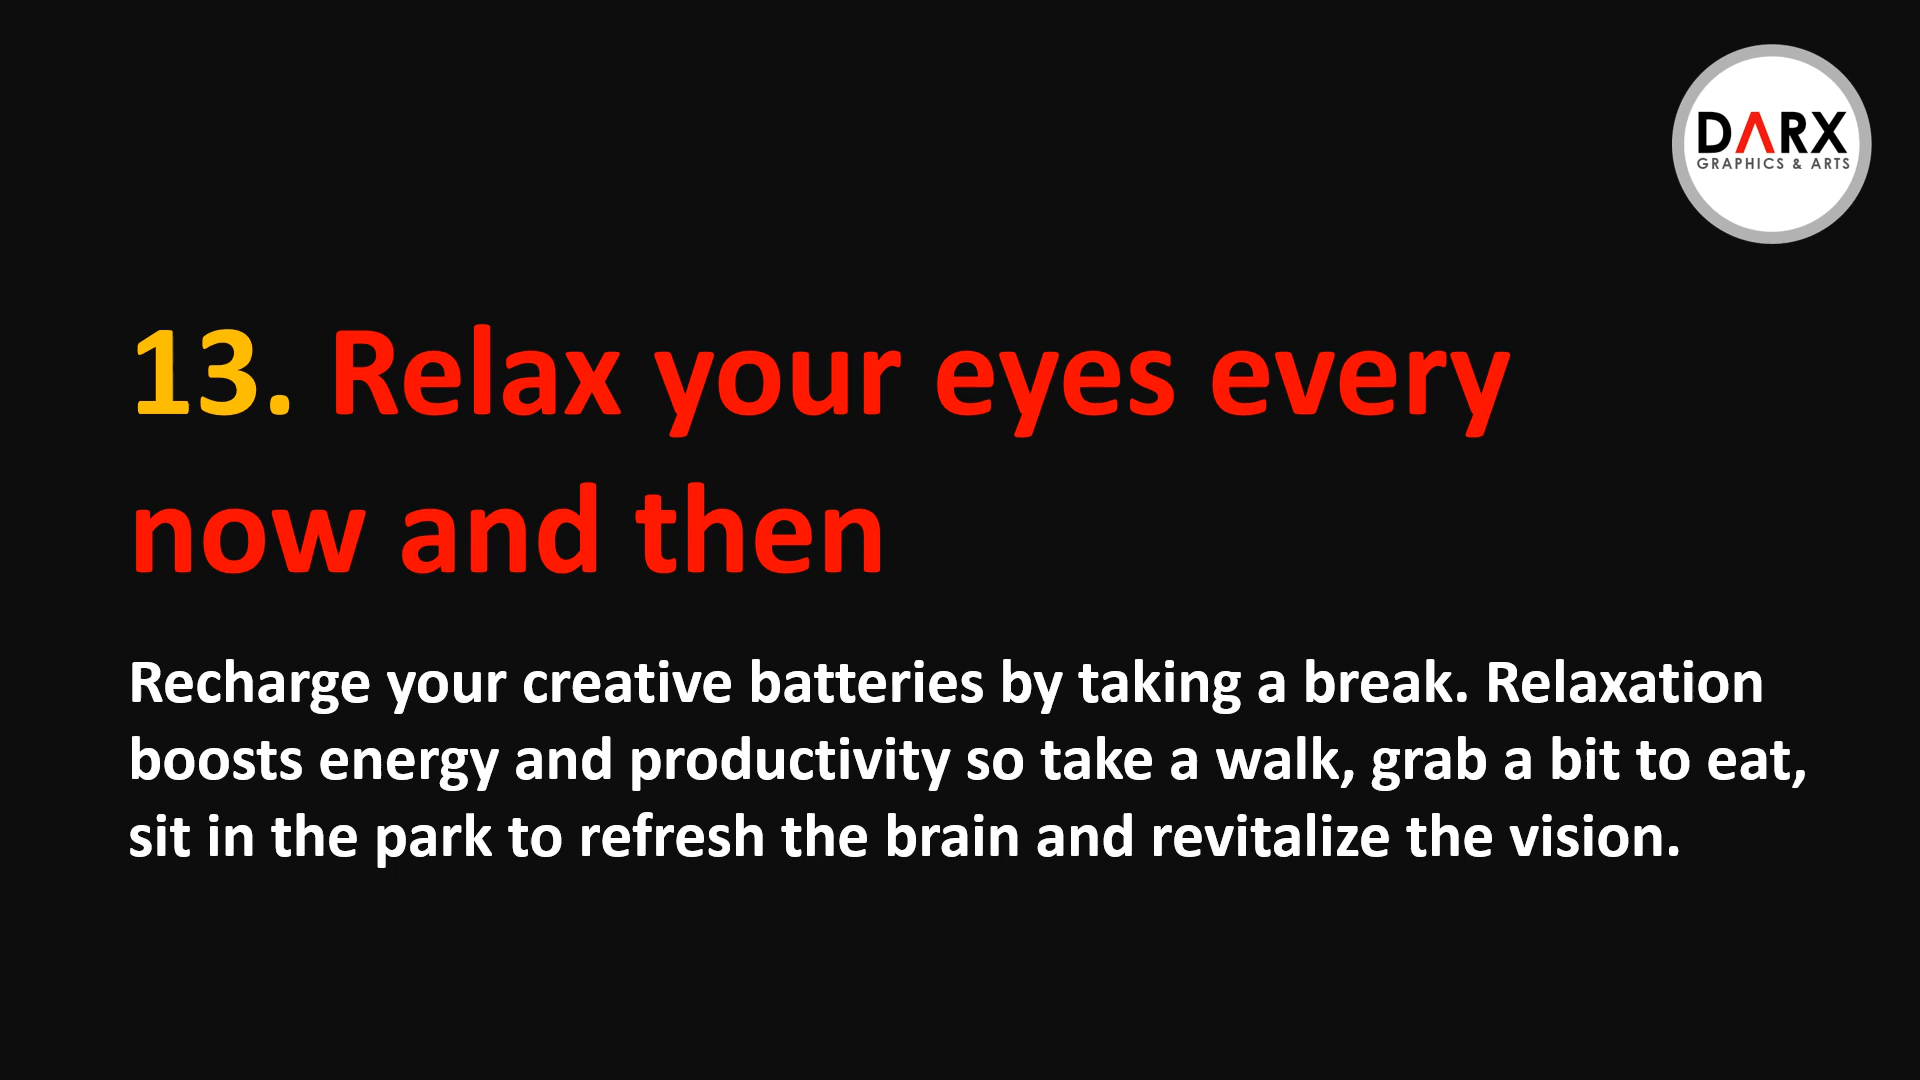 DARX
GRAPHICS & ARTS
13. Relax your eyes every
now and then
Recharge your creative batteries by taking a break. Relaxation
boosts energy and productivity so take a walk, grab a bit to eat,
sit in the park to refresh the brain and revitalize the vision.